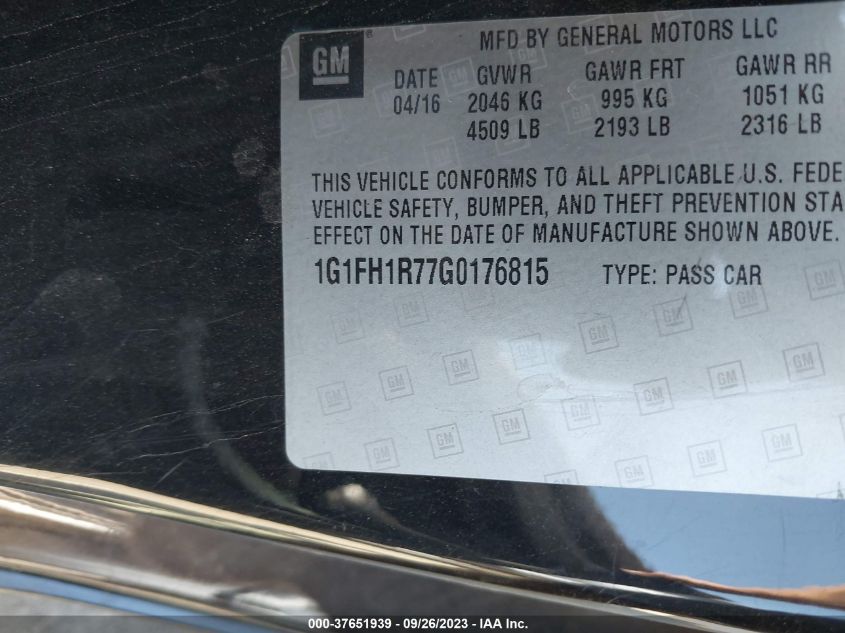 GM
MFD BY GENERAL MOTORS LLC
DATE GVWR GAWR FRT GAWR RR
04/16 2046 KG 995 KG 1051 KG
4509 LB 2193 LB 2316 LB
THIS VEHICLE CONFORMS TO ALL APPLICABLE U.S. FEDE
VEHICLE SAFETY, BUMPER, AND THEFT PREVENTION STA
EFFECT ON THE DATE OF MANUFACTURE SHOWN ABOVE.
1G1FH1R77G0176815 TYPE: PASS CAR
000-37651939 - 09/26/2023 - IAA Inc.